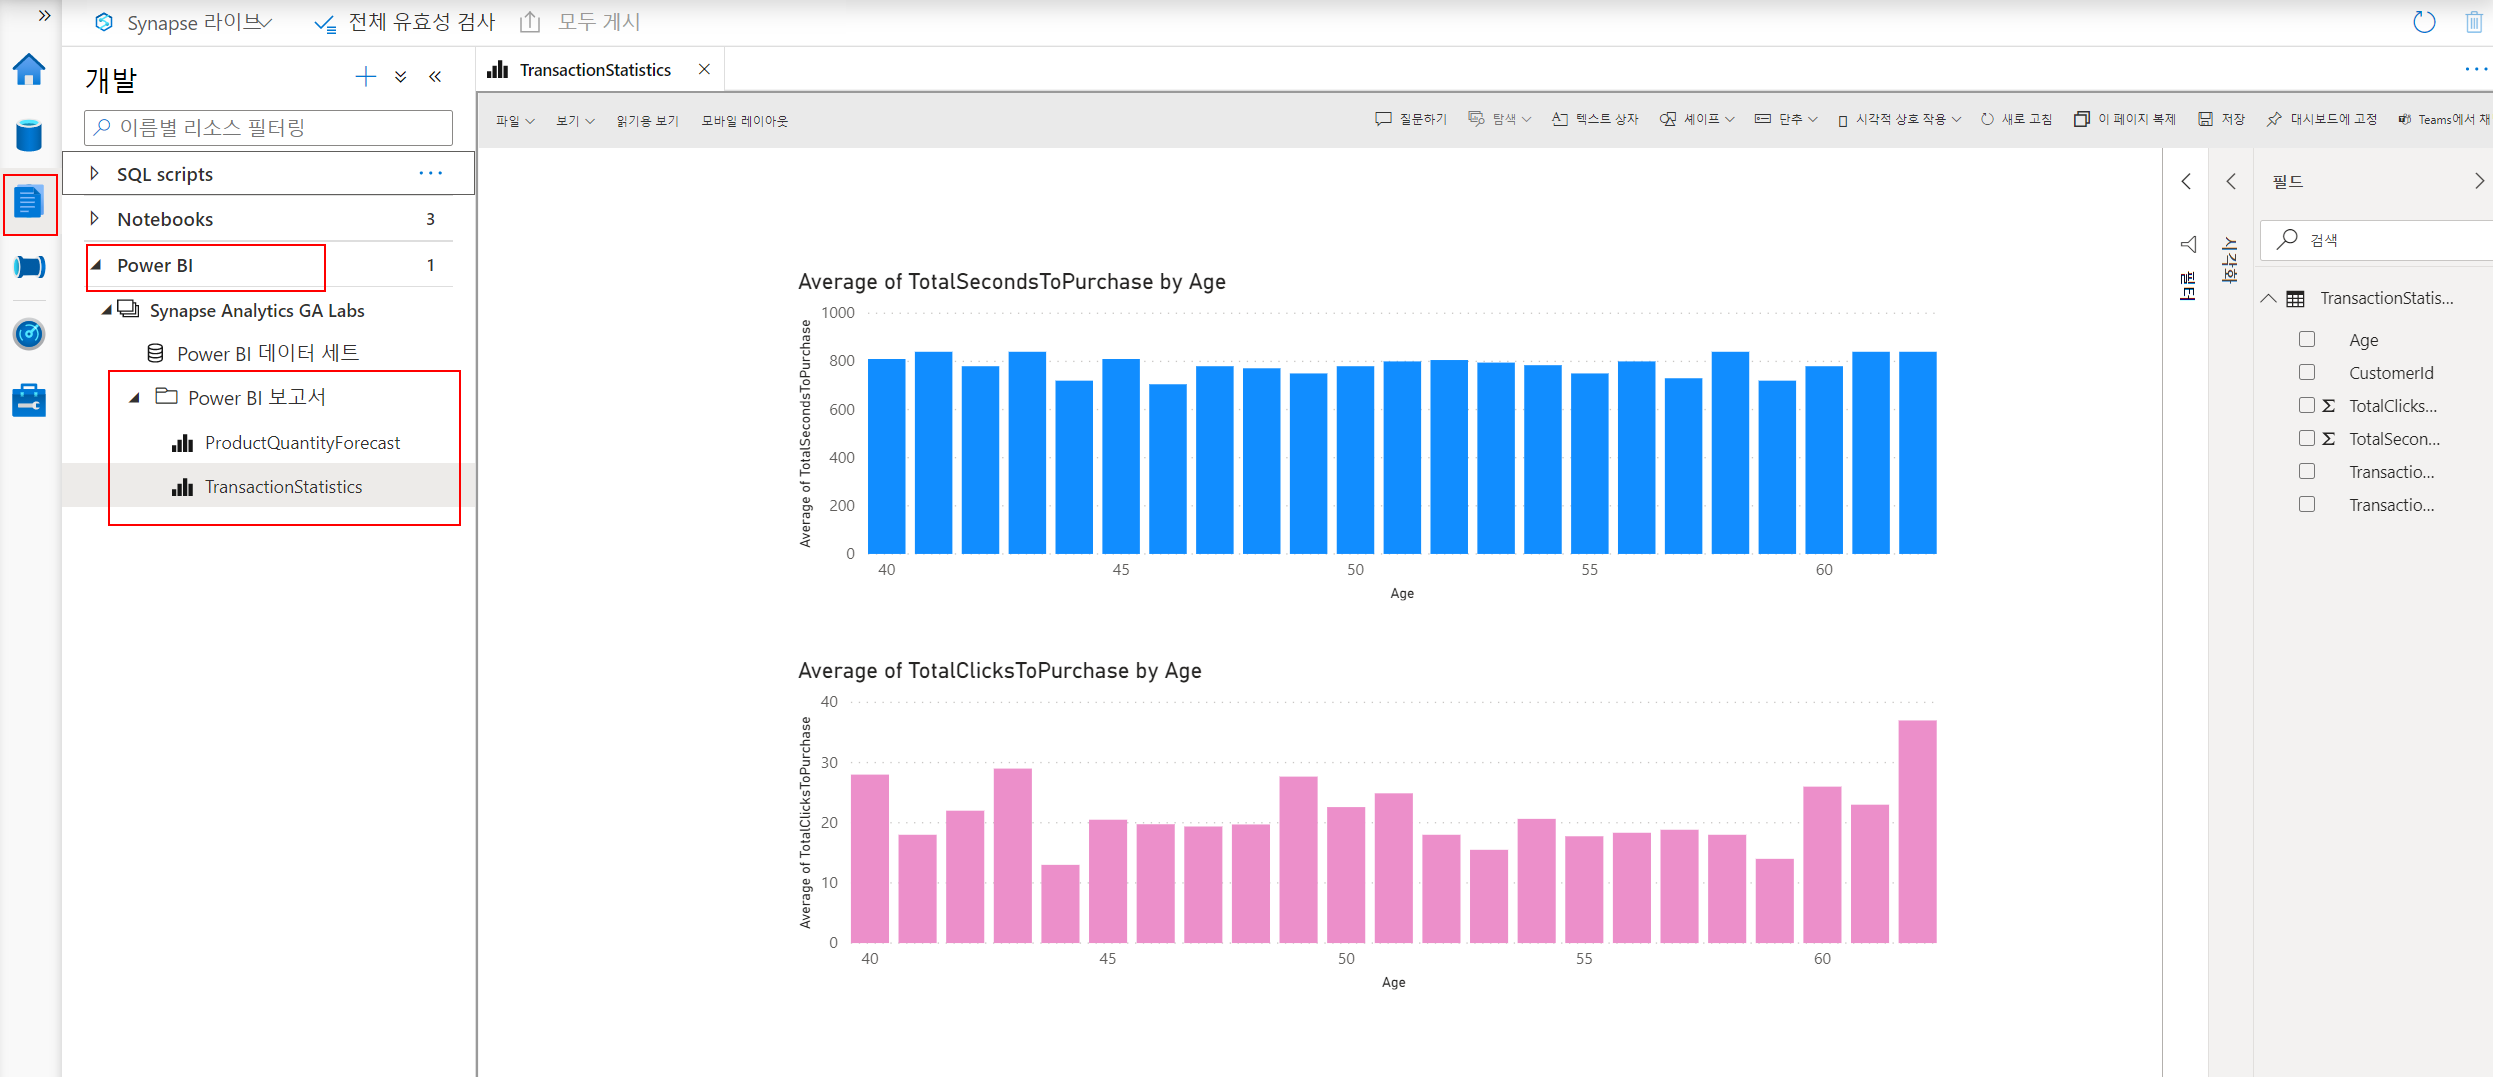 Synapse 라이브
전체 유효성 검사
모두 게시
개발
이름별 리소스 필터링
SQL scripts
Notebooks 3
Power BI 1
Synapse Analytics GA Labs
Power BI 데이터 세트
Power BI 보고서
ProductQuantityForecast
TransactionStatistics
TransactionStatistics
파일 보기 읽기용 보기 모바일 레이아웃
질문하기 탐색 텍스트 상자 셰이프 단추 시각적 상호 작용 새로 고침 이 페이지 복제 저장 대시보드에 고정 Teams에서 채
Average of TotalSecondsToPurchase by Age
Average of TotalSecondsToPurchase
1000
800
600
400
200
0
40 45 50 55 60
Age
Average of TotalClicksToPurchase by Age
Average of TotalClicksToPurchase
40
30
20
10
0
40 45 50 55 60
Age
필터
시각화
필드
검색
TransactionStatis...
Age
CustomerId
TotalClicks...
TotalSecon...
Transactio...
Transactio...